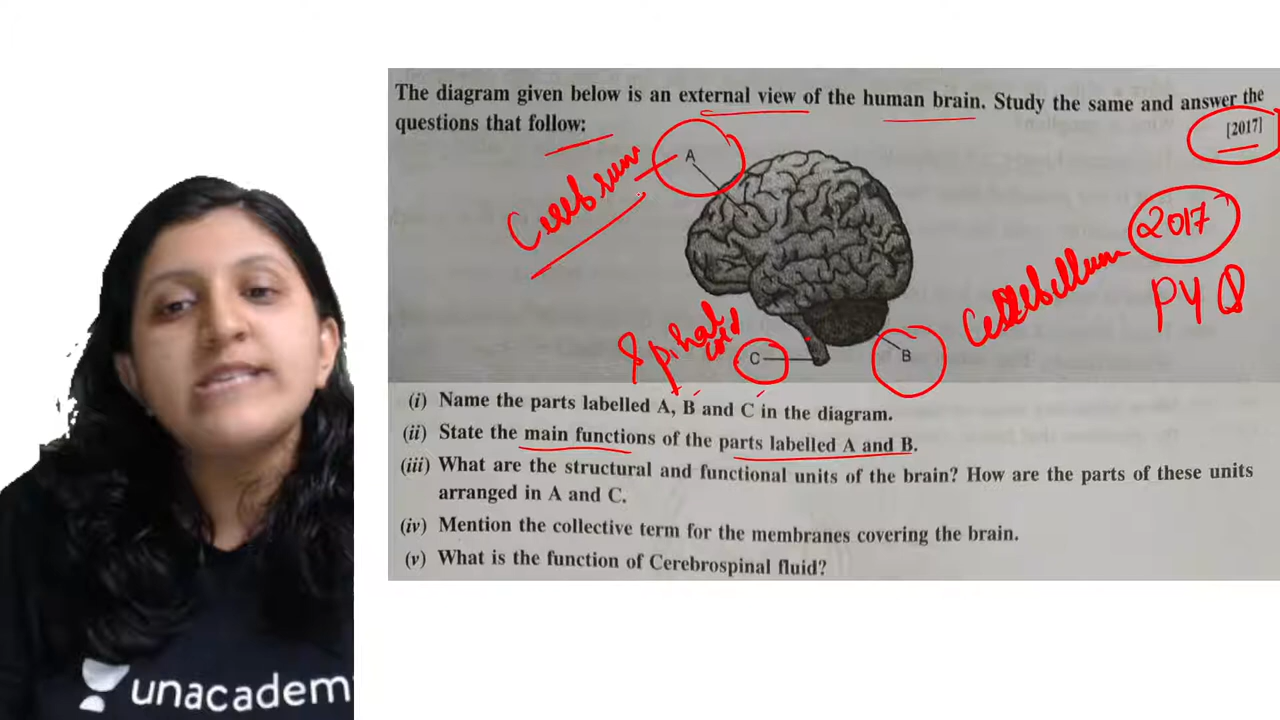 The diagram given below is an external view of the human brain. Study the same and answer the
questions that follow:
[2017]
A
Cerebrum
2017
PYQ
Cerebellum
Spinal
cord
C
B
(i) Name the parts labelled A, B and C in the diagram.
(ii) State the main functions of the parts labelled A and B.
(iii) What are the structural and functional units of the brain? How are the parts of these units
arranged in A and C.
(iv) Mention the collective term for the membranes covering the brain.
(v) What is the function of Cerebrospinal fluid?
unacadem